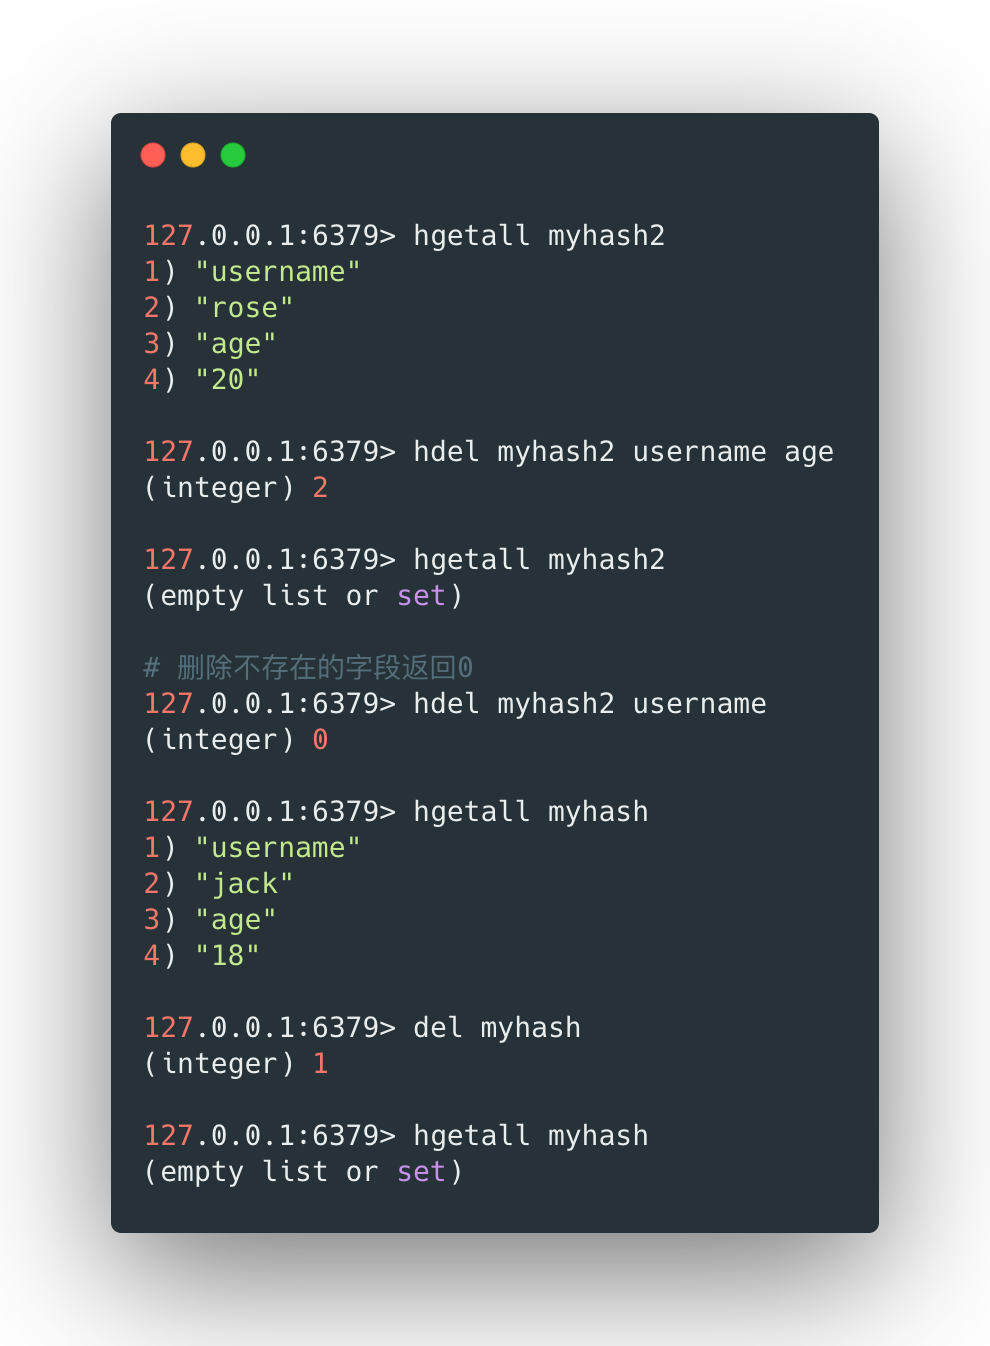 127.0.0.1:6379> hgetall myhash2
1) "username"
2) "rose"
3) "age"
4) "20"
127.0.0.1:6379> hdel myhash2 username age
(integer) 2
127.0.0.1:6379> hgetall myhash2
(empty list or set)
# 删除不存在的字段返回0
127.0.0.1:6379> hdel myhash2 username
(integer) 0
127.0.0.1:6379> hgetall myhash
1) "username"
2) "jack"
3) "age"
4) "18"
127.0.0.1:6379> del myhash
(integer) 1
127.0.0.1:6379> hgetall myhash
(empty list or set)